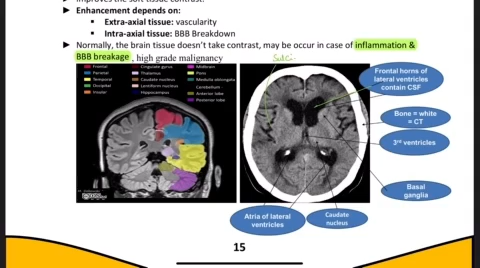 Improves the soft tissue contrast.
Enhancement depends on:
Extra-axial tissue: vascularity
Intra-axial tissue: BBB Breakdown
Normally, the brain tissue doesn't take contrast, may be occur in case of inflammation &
BBB breakage, high grade malignancy
Sulci
Frontal
Parietal
Temporal
Occipital
Insular
Cingulate gyrus
Thalamus
Caudate nucleus
Lentiform nucleus
Hippocampus
Midbrain
Pons
Medulla oblongata
Cerebellum
Anterior lobe
Posterior lobe
Frontal horns of
lateral ventricles
contain CSF
Bone = white
= CT
3rd ventricles
Basal
ganglia
Atria of lateral
ventricles
Caudate
nucleus
15